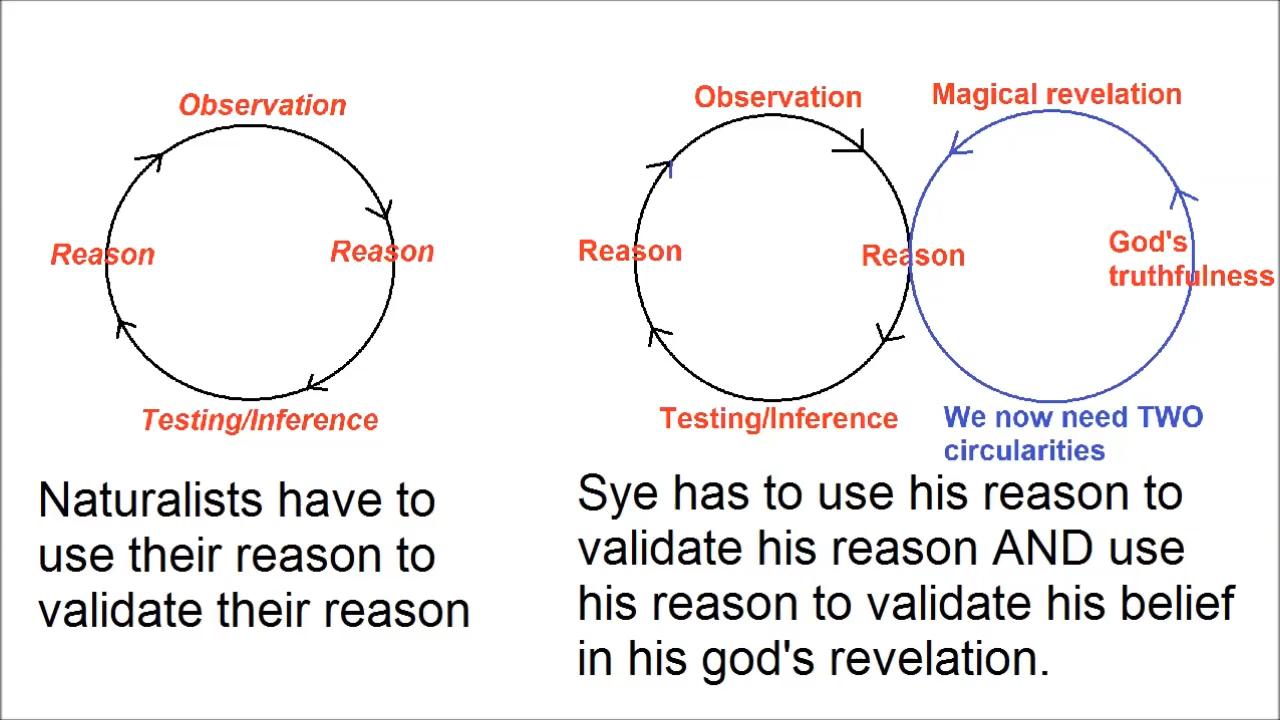 Observation
Reason
Reason
Testing/Inference
Naturalists have to
use their reason to
validate their reason
Observation
Magical revelation
Reason
Reason
God's
truthfulness
Testing/Inference
We now need TWO
circularities
Sye has to use his reason to
validate his reason AND use
his reason to validate his belief
in his god's revelation.